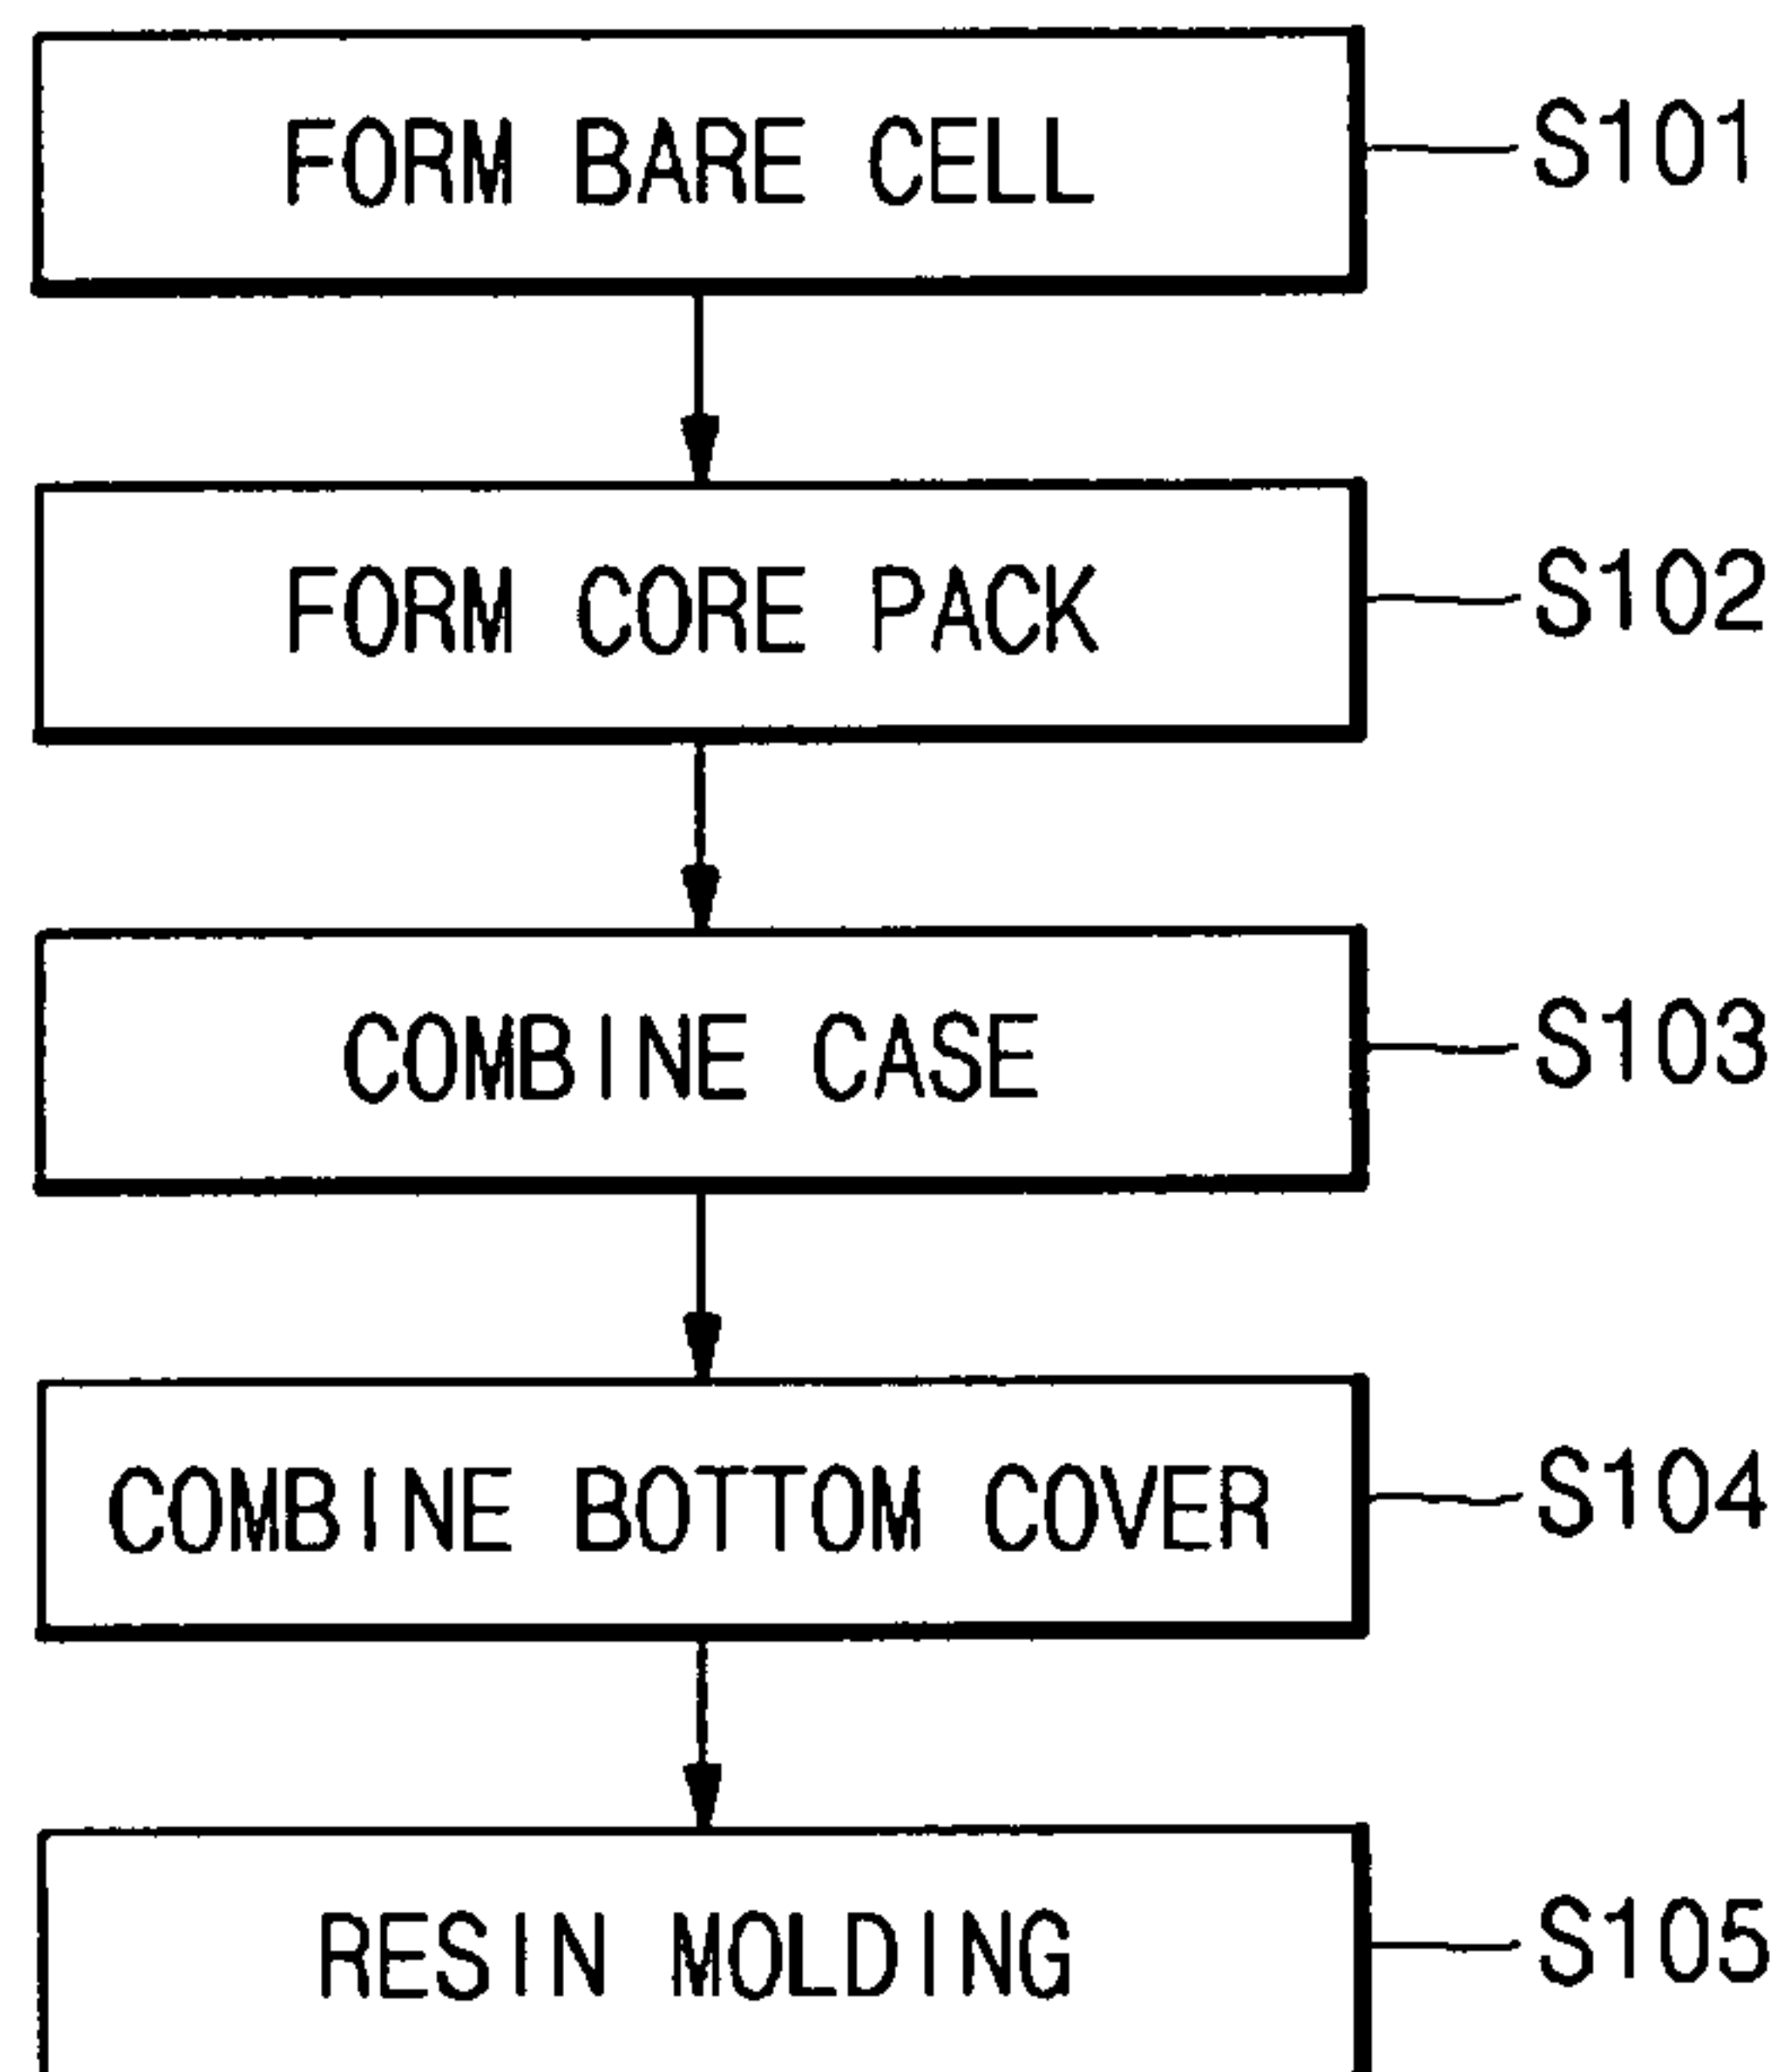 FORM BARE CELL S101
FORM CORE PACK S102
COMBINE CASE S103
COMBINE BOTTOM COVER S104
RESIN MOLDING S105